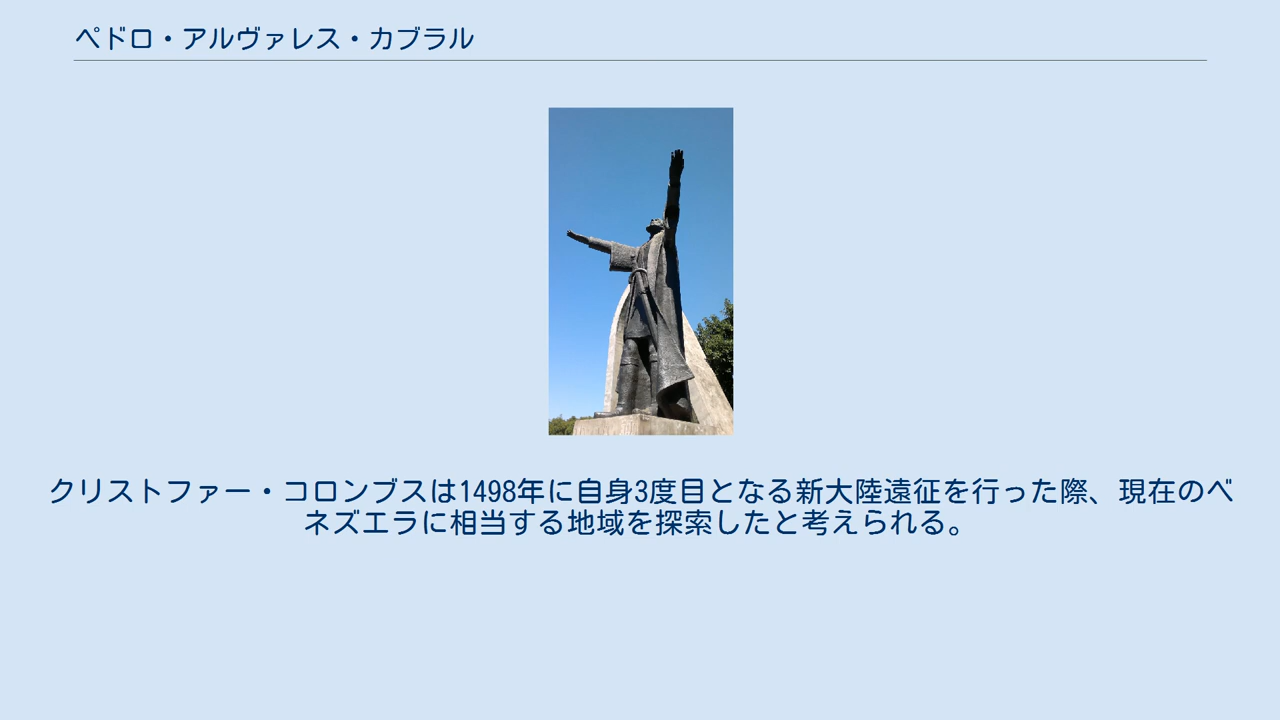 ペドロ・アルヴァレス・カブラル
クリストファー・コロンブスは1498年に自身3度目となる新大陸遠征を行った際、現在のベ
ネズエラに相当する地域を探索したと考えられる。